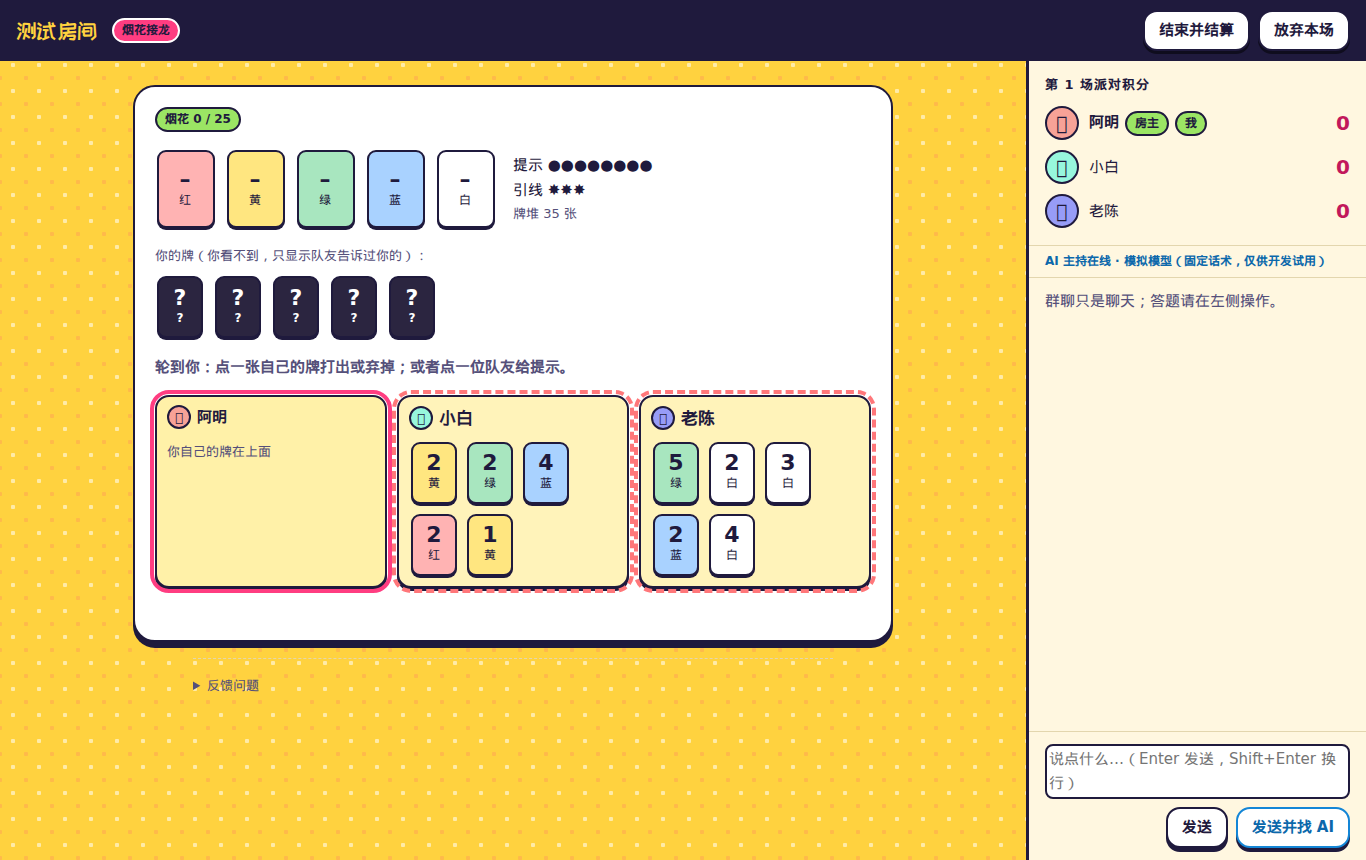 测试房间 烟花接龙 结束并结算 放弃本场
烟花 0 / 25
– – – – –
红 黄 绿 蓝 白
提示 ●●●●●●●●
引线 ✸✸✸
牌堆 35 张
你的牌（你看不到，只显示队友告诉过你的）：
? ? ? ? ?
? ? ? ? ?
轮到你：点一张自己的牌打出或弃掉；或者点一位队友给提示。
阿明
你自己的牌在上面
小白
2 2 4
黄 绿 蓝
2 1
红 黄
老陈
5 2 3
绿 白 白
2 4
蓝 白
反馈问题
第 1 场派对积分
阿明 房主 我 0
小白 0
老陈 0
AI 主持在线 · 模拟模型（固定话术，仅供开发试用）
群聊只是聊天；答题请在左侧操作。
说点什么…（Enter 发送，Shift+Enter 换
行）
发送 发送并找 AI